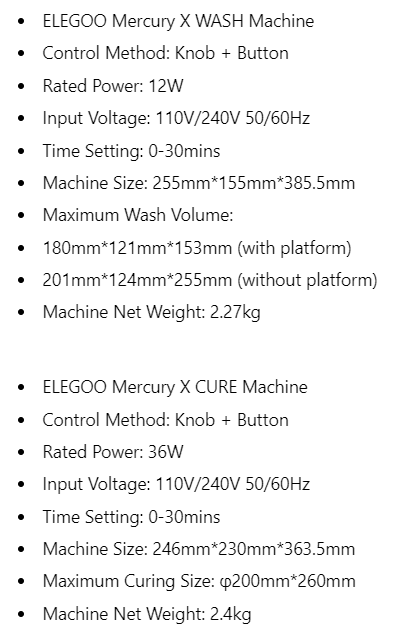 • ELEGOO Mercury X WASH Machine
• Control Method: Knob + Button
• Rated Power: 12W
• Input Voltage: 110V/240V 50/60Hz
• Time Setting: 0-30mins
• Machine Size: 255mm*155mm*385.5mm
• Maximum Wash Volume:
• 180mm*121mm*153mm (with platform)
• 201mm*124mm*255mm (without platform)
• Machine Net Weight: 2.27kg
• ELEGOO Mercury X CURE Machine
• Control Method: Knob + Button
• Rated Power: 36W
• Input Voltage: 110V/240V 50/60Hz
• Time Setting: 0-30mins
• Machine Size: 246mm*230mm*363.5mm
• Maximum Curing Size: φ200mm*260mm
• Machine Net Weight: 2.4kg